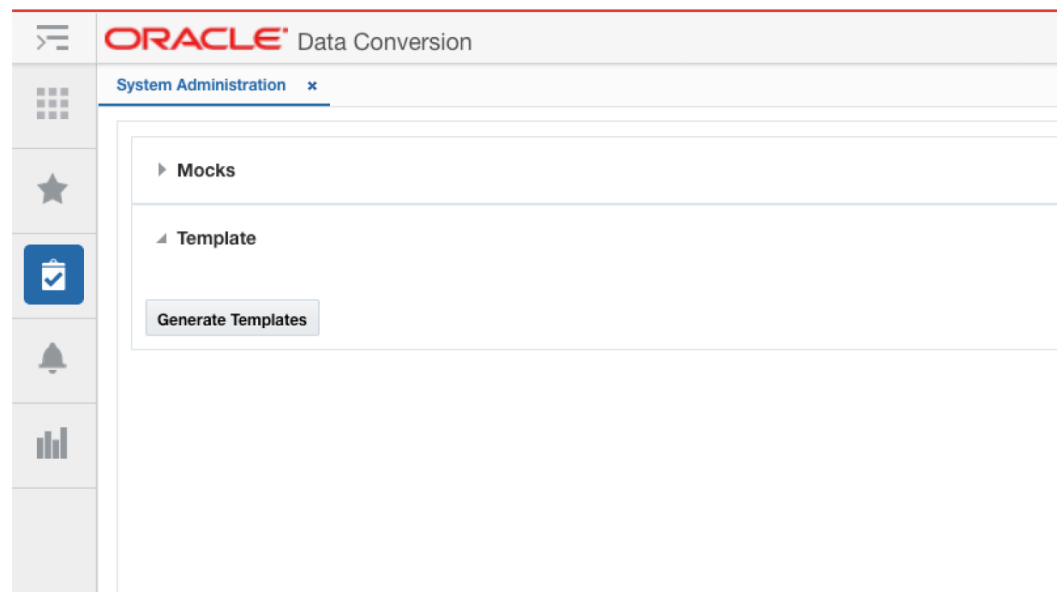 ORACLE® Data Conversion
System Administration ×
Mocks
Template
Generate Templates